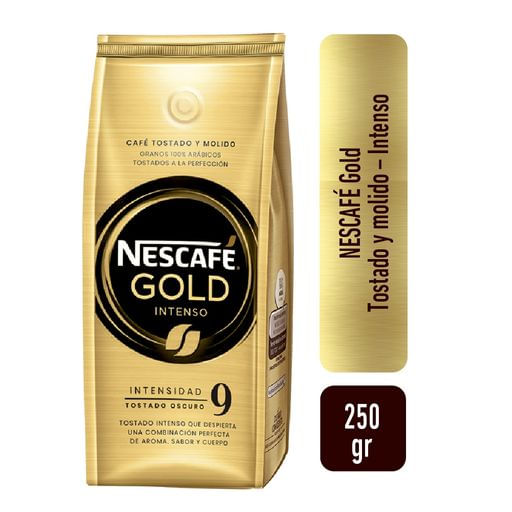 CAFÉ TOSTADO Y MOLIDO
GRANOS 100% ARÁBICOS
TOSTADOS A LA PERFECCIÓN
NESCAFÉ
GOLD
INTENSO
INTENSIDAD 9
TOSTADO OSCURO
TOSTADO INTENSO QUE DESPIERTA
UNA COMBINACIÓN PERFECTA
DE AROMA, SABOR Y CUERPO
NESCAFÉ Gold
Tostado y molido – Intenso
250
gr